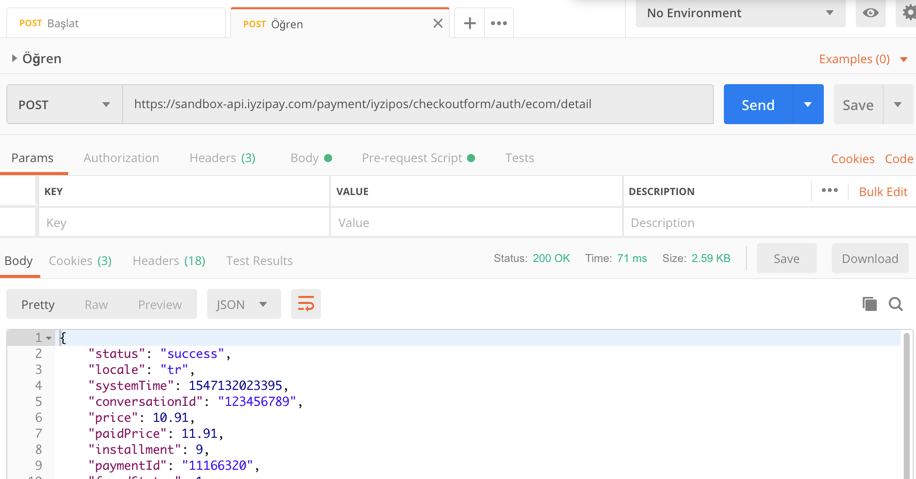 POST Başlat
POST Öğren
No Environment
Öğren
Examples (0)
POST
https://sandbox-api.iyzipay.com/payment/iyzipos/checkoutform/auth/ecom/detail
Send
Save
Params Authorization Headers (3) Body Pre-request Script Tests
Cookies Code
KEY VALUE DESCRIPTION
Bulk Edit
Key Value Description
Body Cookies (3) Headers (18) Test Results
Status: 200 OK Time: 71 ms Size: 2.59 KB
Save Download
Pretty Raw Preview JSON
1 {
2 "status": "success",
3 "locale": "tr",
4 "systemTime": 1547132023395,
5 "conversationId": "123456789",
6 "price": 10.91,
7 "paidPrice": 11.91,
8 "installment": 9,
9 "paymentId": "11166320",